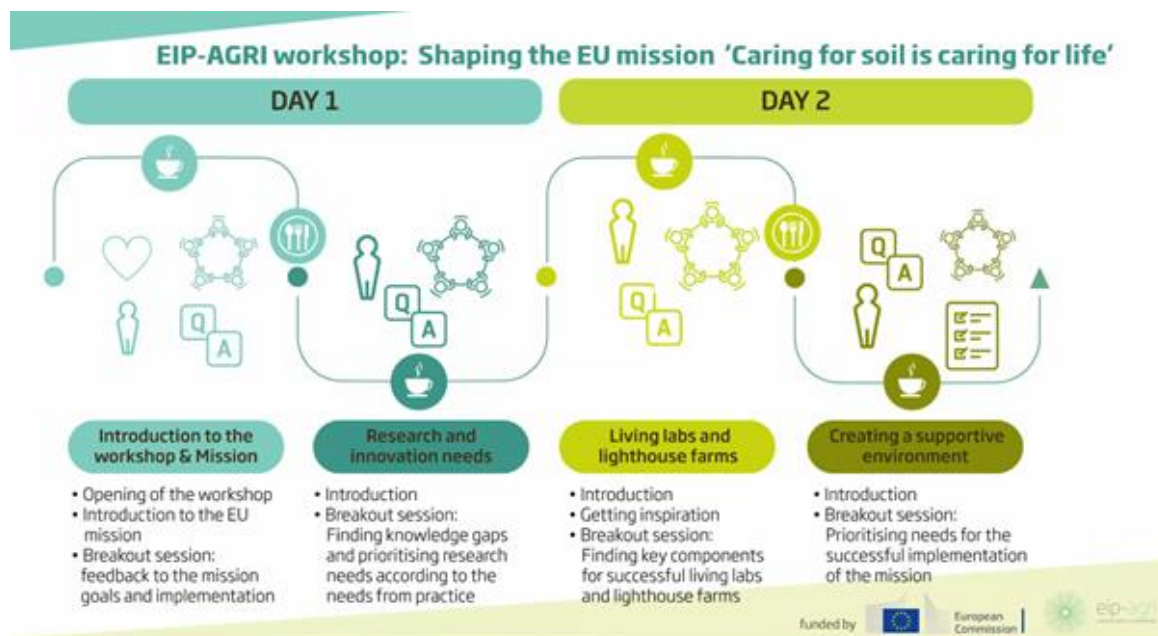 EIP-AGRI workshop: Shaping the EU mission 'Caring for soil is caring for life'
DAY 1
DAY 2
Q
A
Q
A
Q
A
Q
A
Introduction to the
workshop & Mission
• Opening of the workshop
• Introduction to the EU
mission
• Breakout session:
feedback to the mission
goals and implementation
Research and
innovation needs
• Introduction
• Breakout session:
Finding knowledge gaps
and prioritising research
needs according to the
needs from practice
Living labs and
lighthouse farms
• Introduction
• Getting inspiration
• Breakout session:
Finding key components
for successful living labs
and lighthouse farms
Creating a supportive
environment
• Introduction
• Breakout session:
Prioritising needs for the
successful implementation
of the mission
funded by
European
Commission
eip-agri